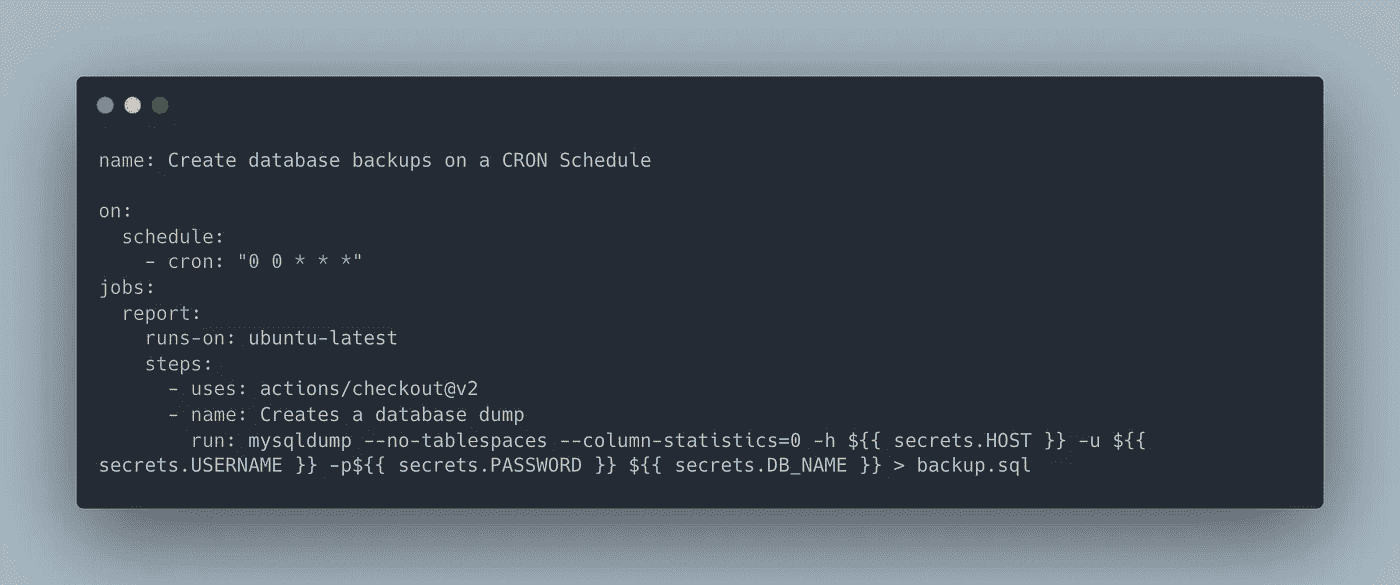 name: Create database backups on a CRON Schedule
on:
  schedule:
    - cron: "0 0 * * *"
jobs:
  report:
    runs-on: ubuntu-latest
    steps:
      - uses: actions/checkout@v2
      - name: Creates a database dump
        run: mysqldump --no-tablespaces --column-statistics=0 -h ${{ secrets.HOST }} -u ${{
secrets.USERNAME }} -p${{ secrets.PASSWORD }} ${{ secrets.DB_NAME }} > backup.sql